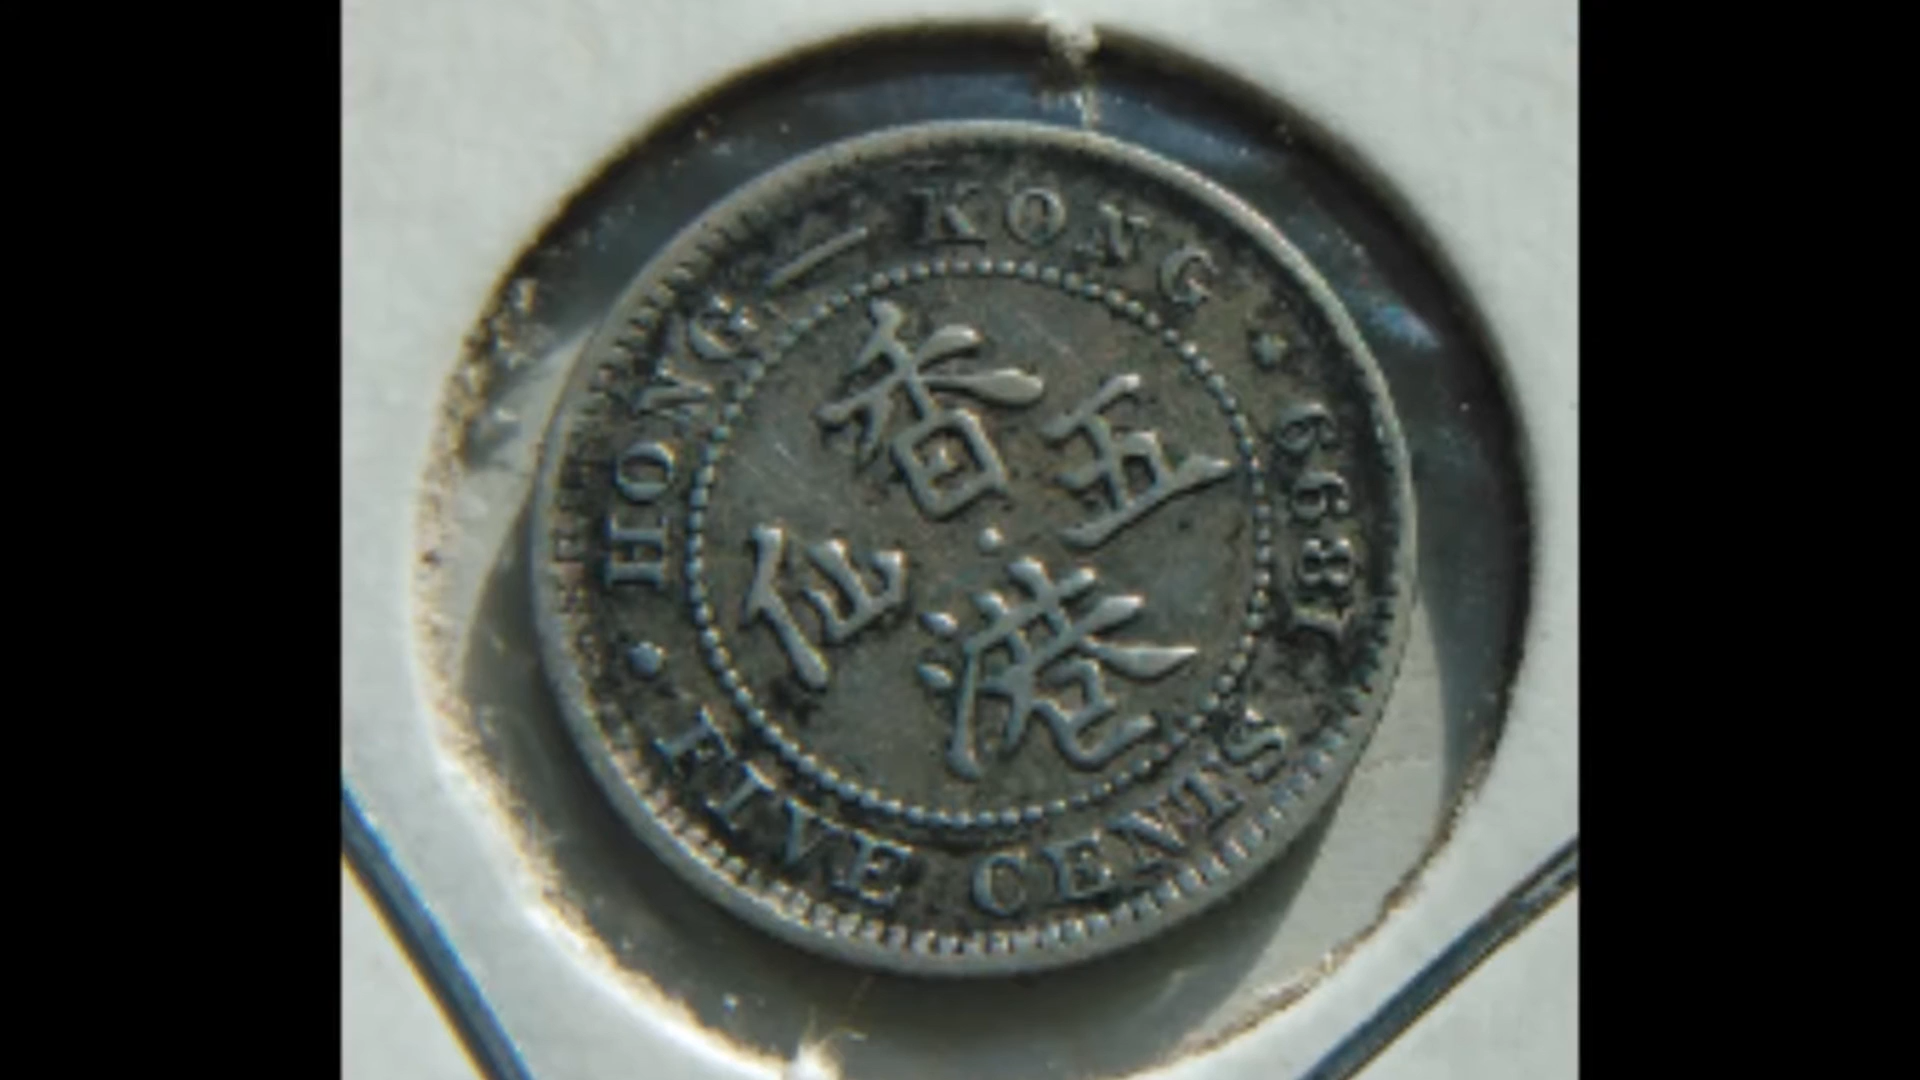 HONG — KONG
1899
FIVE CENTS
香
五
仙
港